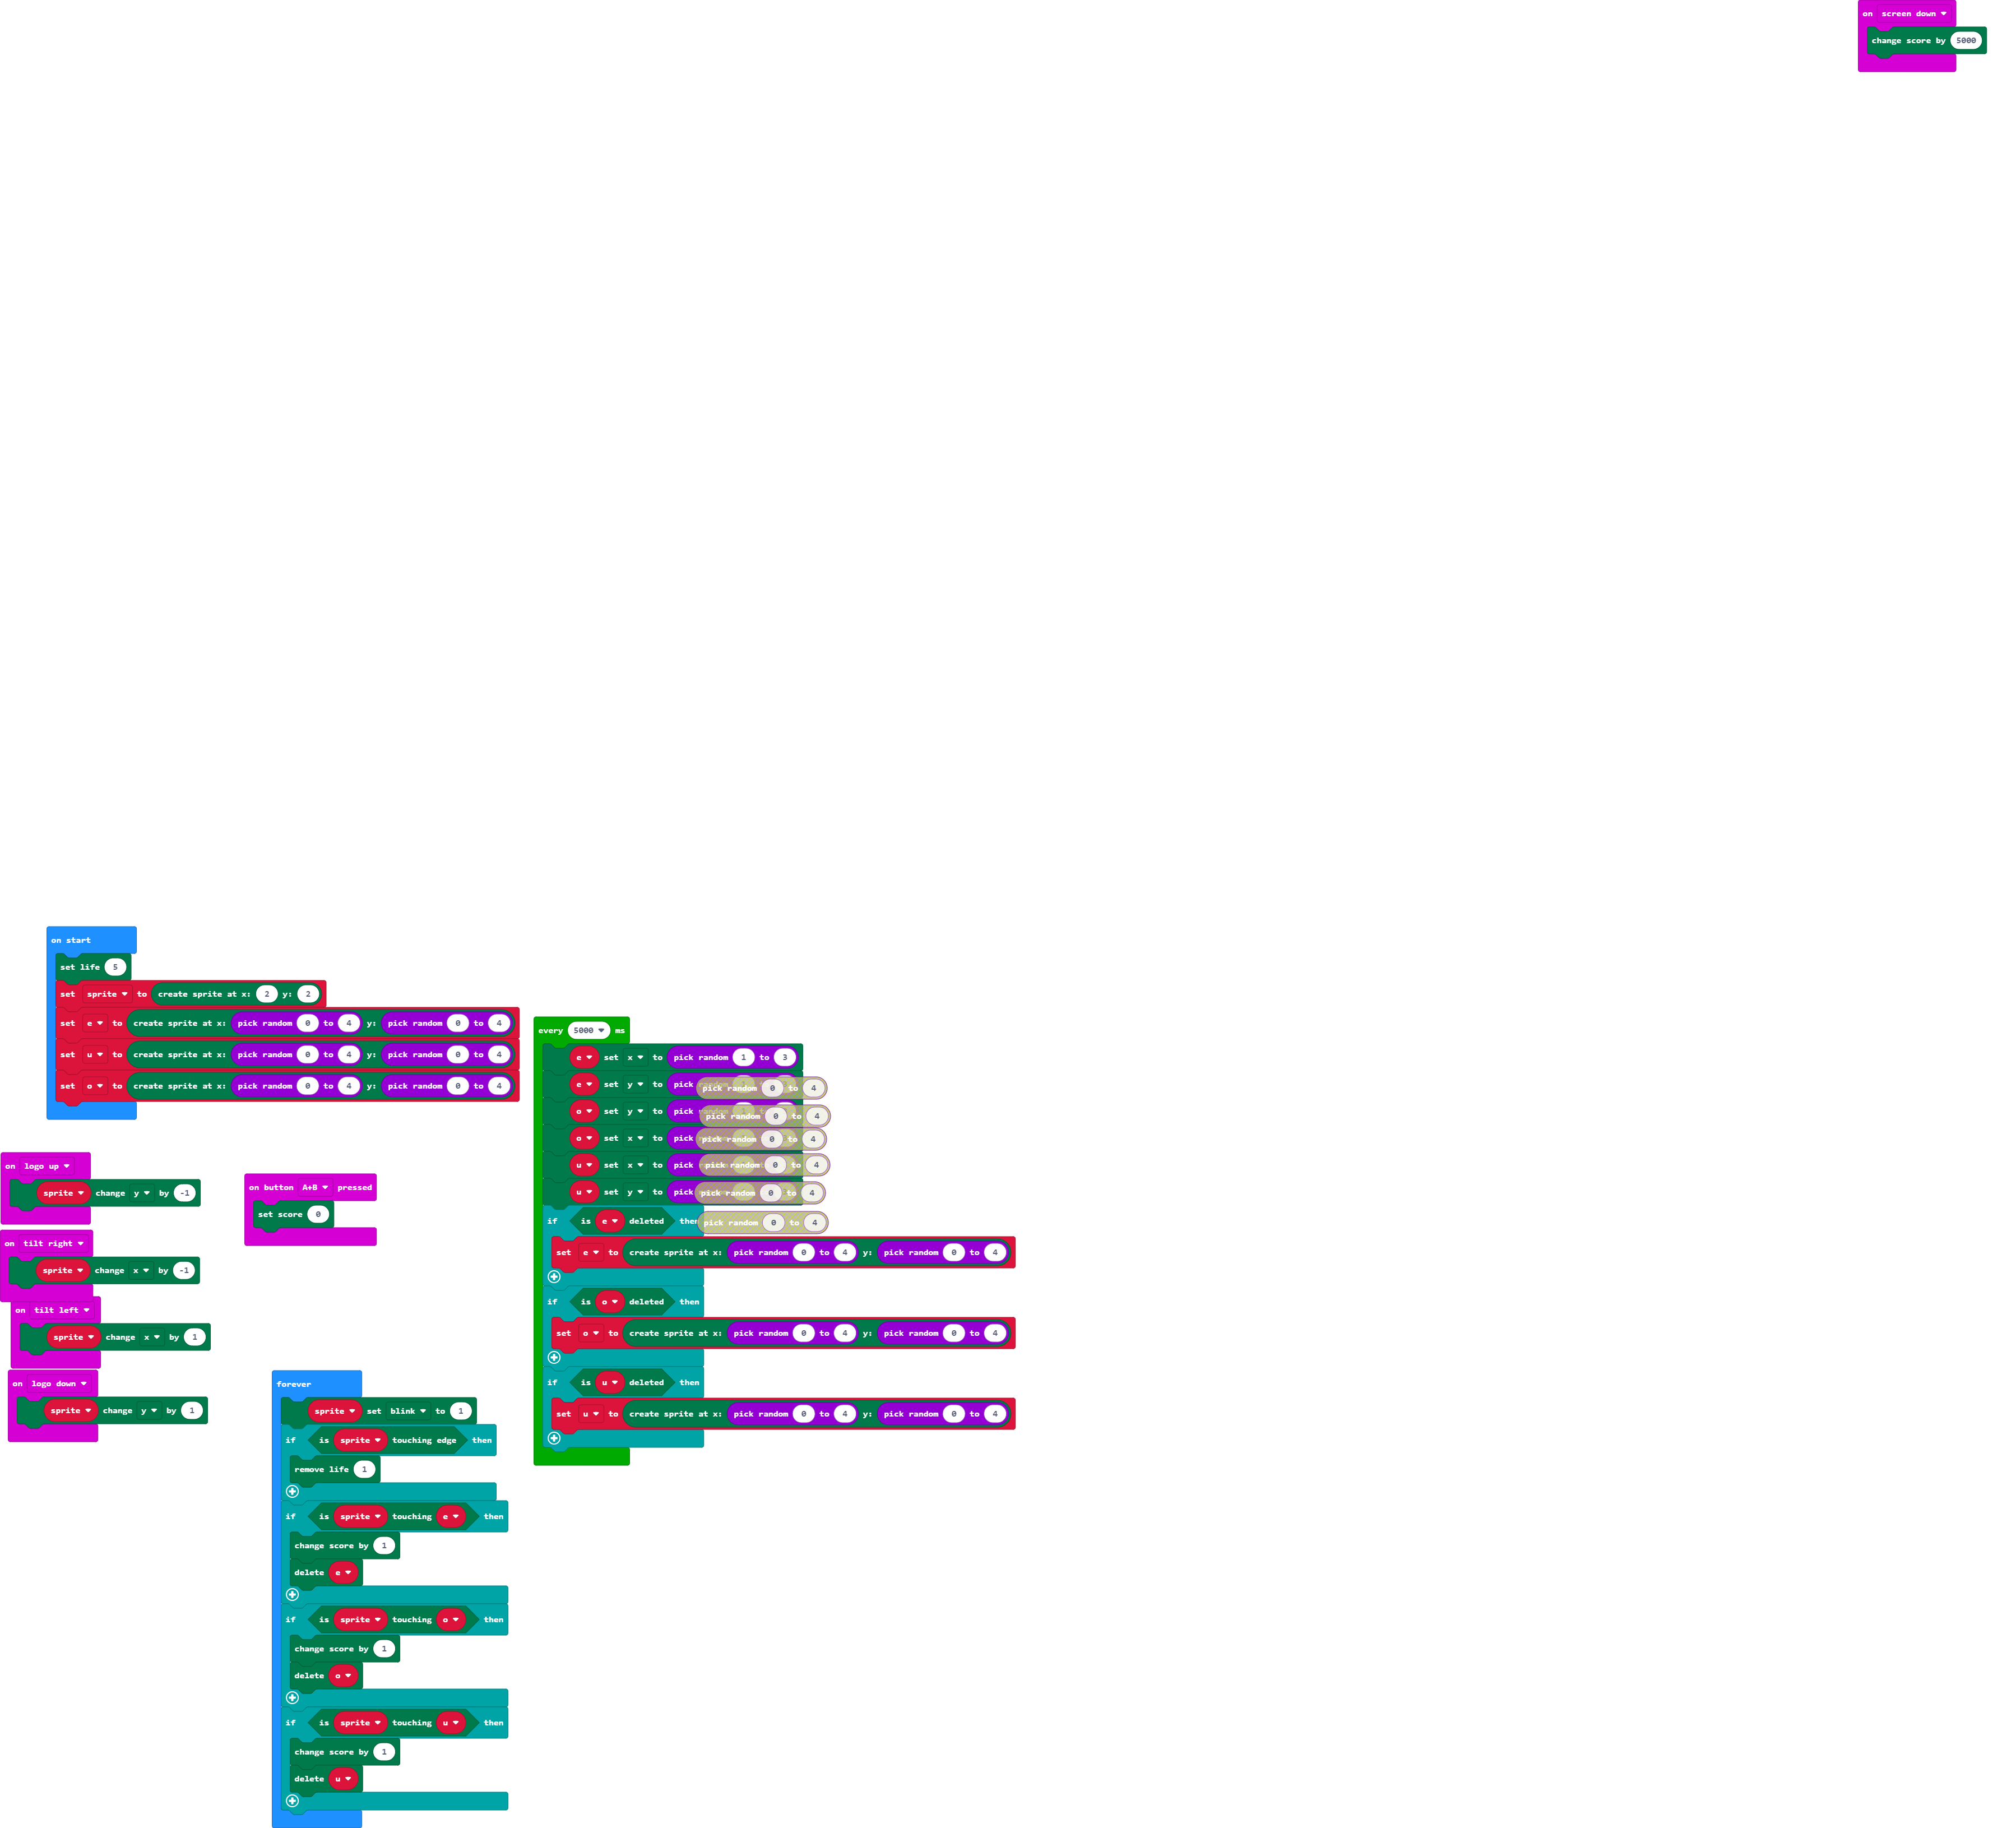 on screen down
change score by 5000
on start
set life 5
set sprite to create sprite at x: 2 y: 2
set e to create sprite at x: pick random 0 to 4 y: pick random 0 to 4
set u to create sprite at x: pick random 0 to 4 y: pick random 0 to 4
set o to create sprite at x: pick random 0 to 4 y: pick random 0 to 4
on logo up
sprite change y by -1
on tilt right
sprite change x by -1
on tilt left
sprite change x by 1
on logo down
sprite change y by 1
on button A+B pressed
set score 0
forever
sprite set blink to 1
if is sprite touching edge then
remove life 1
if is sprite touching e then
change score by 1
delete e
if is sprite touching o then
change score by 1
delete o
if is sprite touching u then
change score by 1
delete u
every 5000 ms
e set x to pick random 1 to 3
e set y to pick
pick random 0 to 4
o set y to pick
pick random 0 to 4
o set x to pick
pick random 0 to 4
u set x to pick
pick random 0 to 4
u set y to pick
pick random 0 to 4
if is e deleted then
pick random 0 to 4
set e to create sprite at x: pick random 0 to 4 y: pick random 0 to 4
if is o deleted then
set o to create sprite at x: pick random 0 to 4 y: pick random 0 to 4
if is u deleted then
set u to create sprite at x: pick random 0 to 4 y: pick random 0 to 4